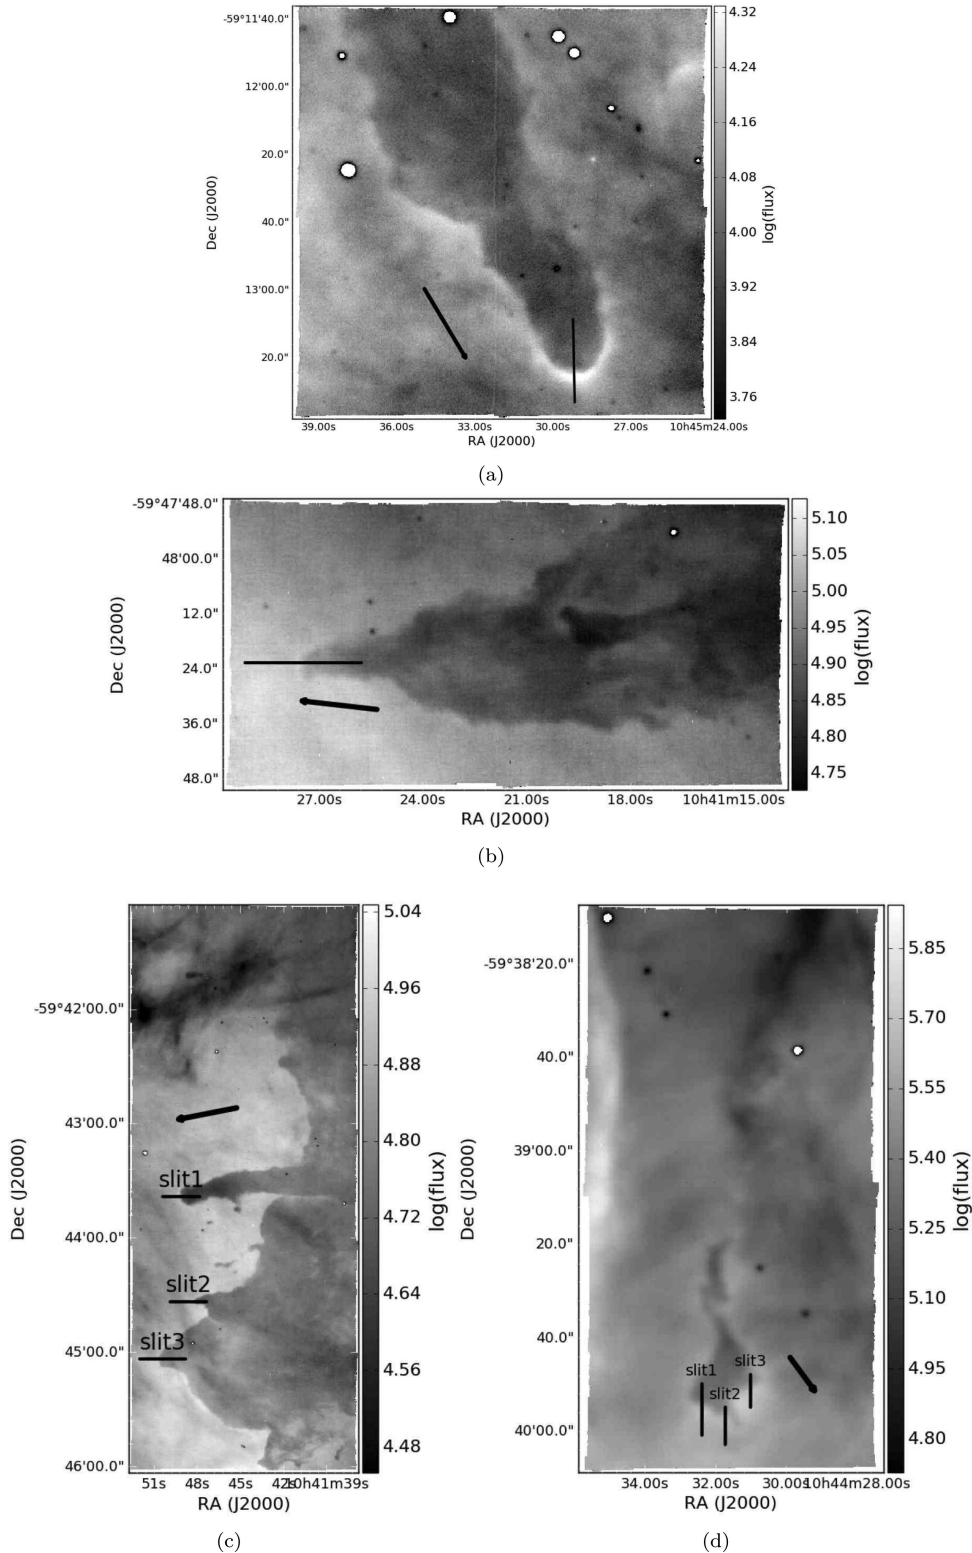 -59°11'40.0"
12'00.0"
20.0"
40.0"
13'00.0"
20.0"
Dec (J2000)
39.00s 36.00s 33.00s 30.00s 27.00s 10h45m24.00s
RA (J2000)
4.32
4.24
4.16
4.08
4.00
3.92
3.84
3.76
log(flux)
(a)
-59°47'48.0"
48'00.0"
12.0"
24.0"
36.0"
48.0"
Dec (J2000)
27.00s 24.00s 21.00s 18.00s 10h41m15.00s
RA (J2000)
5.10
5.05
5.00
4.95
4.90
4.85
4.80
4.75
log(flux)
(b)
-59°42'00.0"
43'00.0"
44'00.0"
45'00.0"
46'00.0"
Dec (J2000)
slit1
slit2
slit3
51s 48s 45s 42s 10h41m39s
RA (J2000)
5.04
4.96
4.88
4.80
4.72
4.64
4.56
4.48
log(flux)
(c)
-59°38'20.0"
40.0"
39'00.0"
20.0"
40.0"
40'00.0"
Dec (J2000)
slit1
slit2
slit3
34.00s 32.00s 30.00s 10h44m28.00s
RA (J2000)
5.85
5.70
5.55
5.40
5.25
5.10
4.95
4.80
log(flux)
(d)